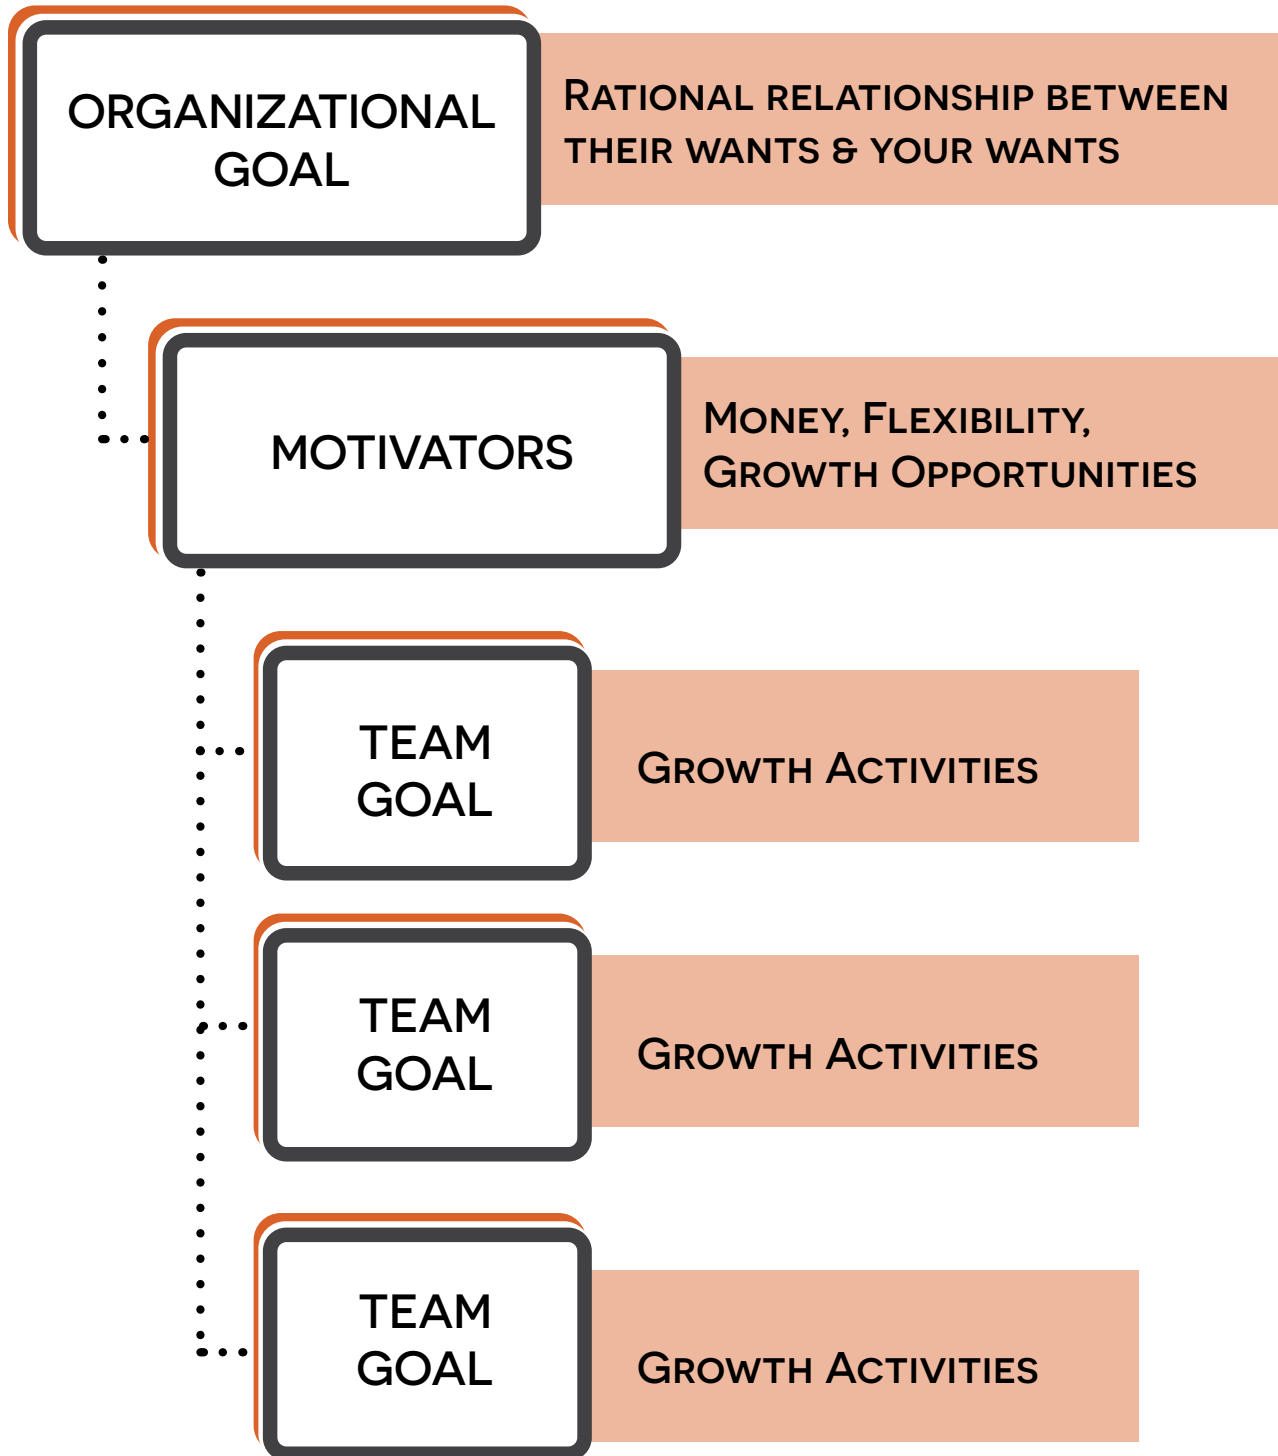 ORGANIZATIONAL
GOAL
Rational relationship between
their wants & your wants
MOTIVATORS
Money, Flexibility,
Growth Opportunities
TEAM
GOAL
Growth Activities
TEAM
GOAL
Growth Activities
TEAM
GOAL
Growth Activities